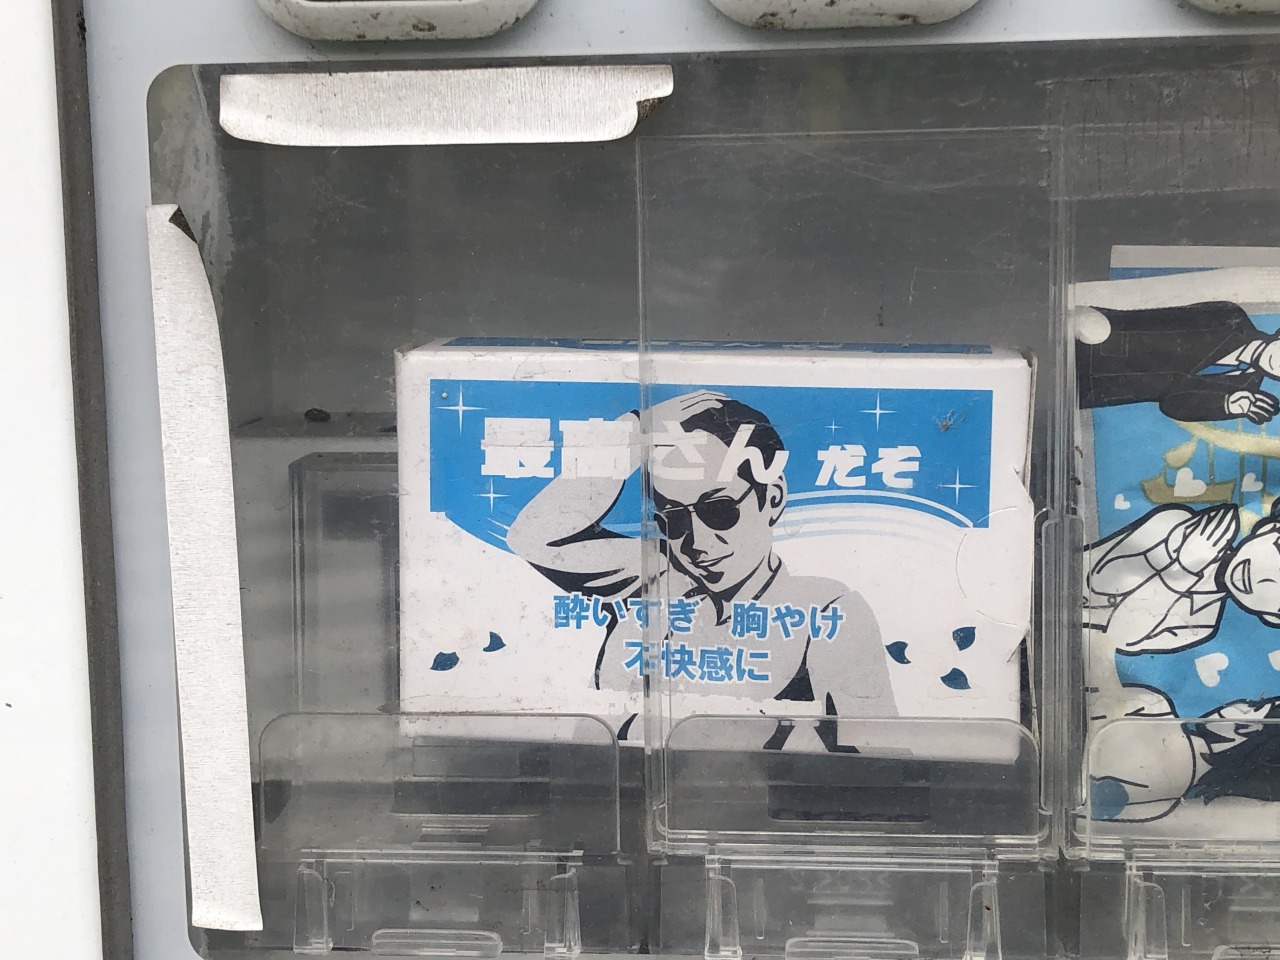 最高さんだぞ
酔いすぎ 胸やけ
不快感に